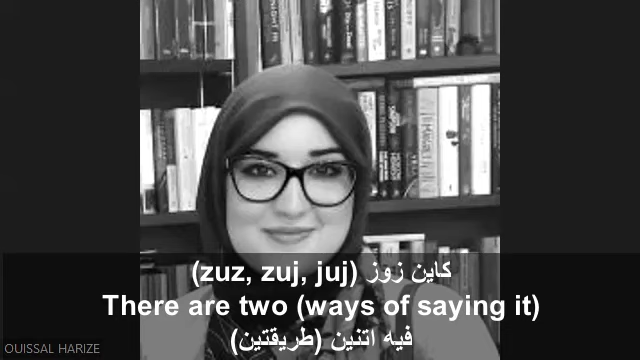 كاين زوز (zuz, zuj, juj)
There are two (ways of saying it)
فيه اتنين (طريقتين)
OUISSAL HARIZE